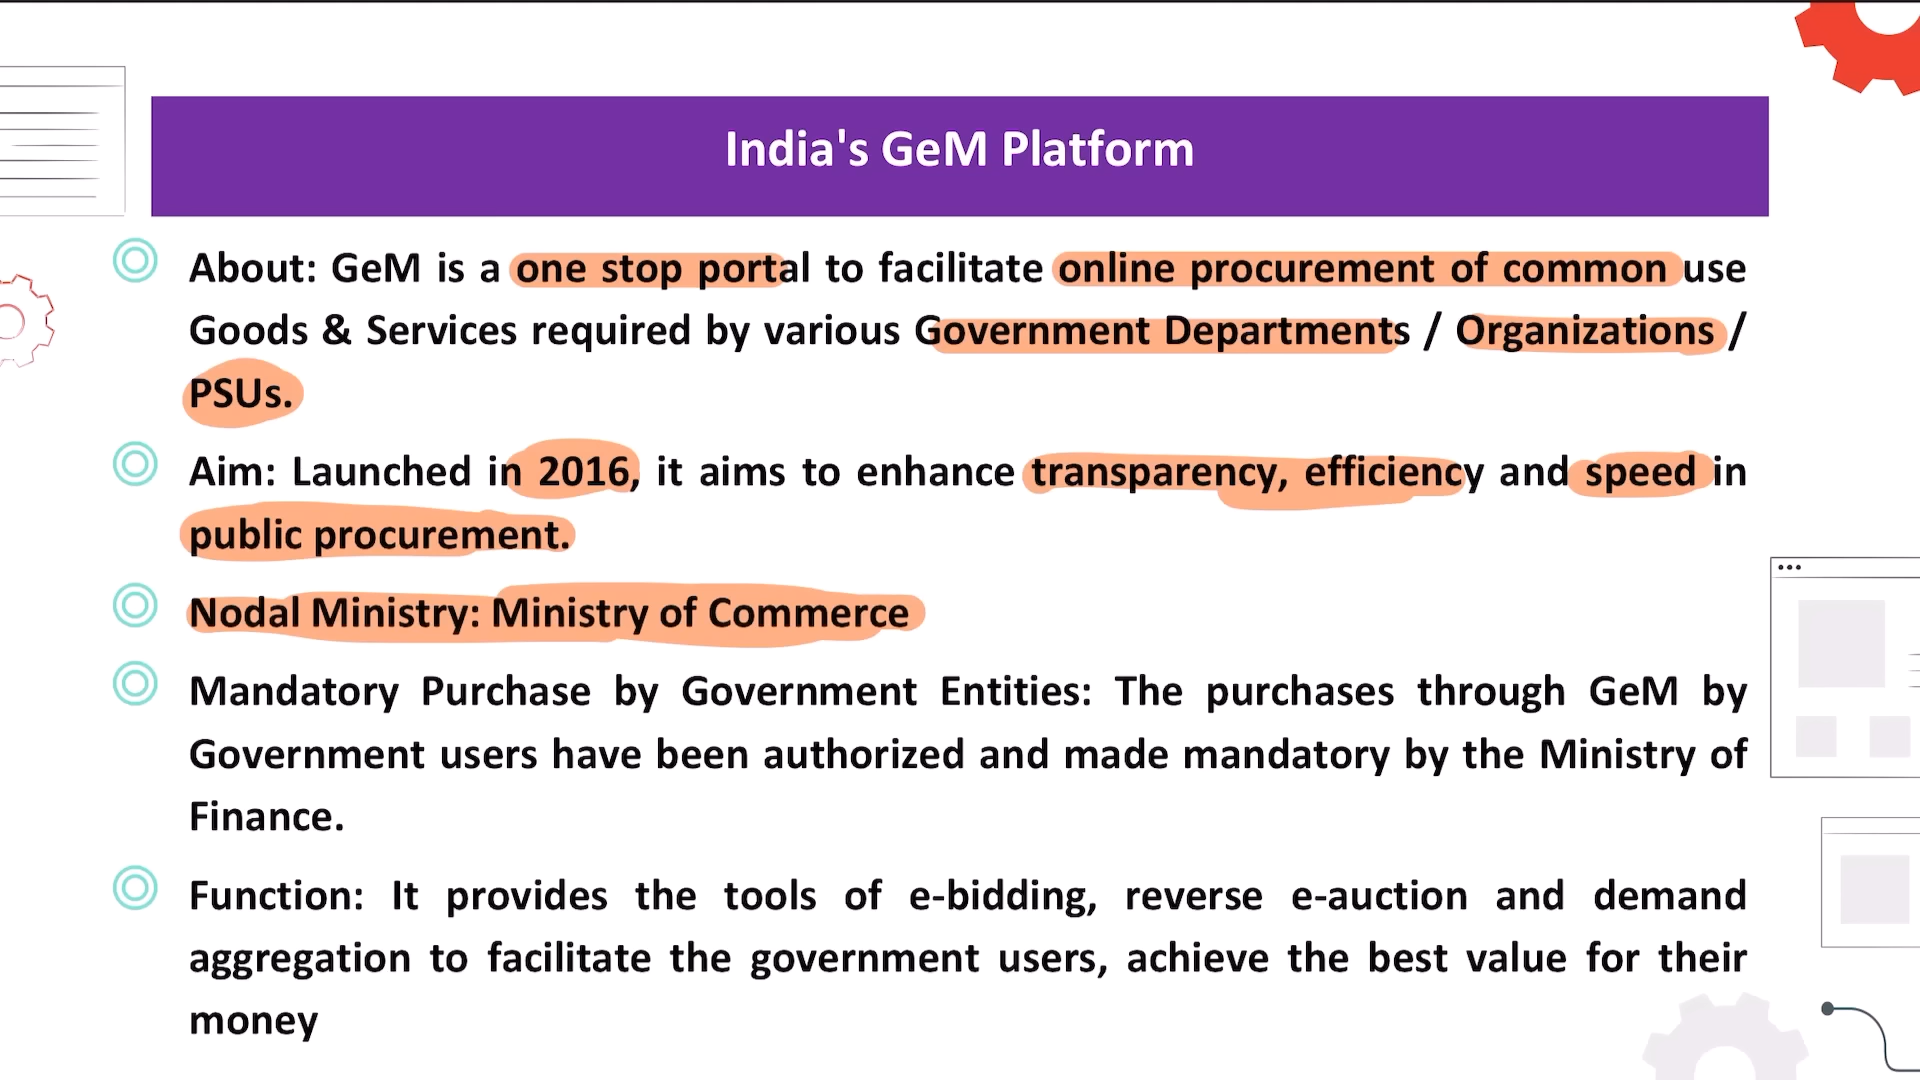 India's GeM Platform
About: GeM is a one stop portal to facilitate online procurement of common use
Goods & Services required by various Government Departments / Organizations /
PSUs.
Aim: Launched in 2016, it aims to enhance transparency, efficiency and speed in
public procurement.
Nodal Ministry: Ministry of Commerce
Mandatory Purchase by Government Entities: The purchases through GeM by
Government users have been authorized and made mandatory by the Ministry of
Finance.
Function: It provides the tools of e-bidding, reverse e-auction and demand
aggregation to facilitate the government users, achieve the best value for their
money